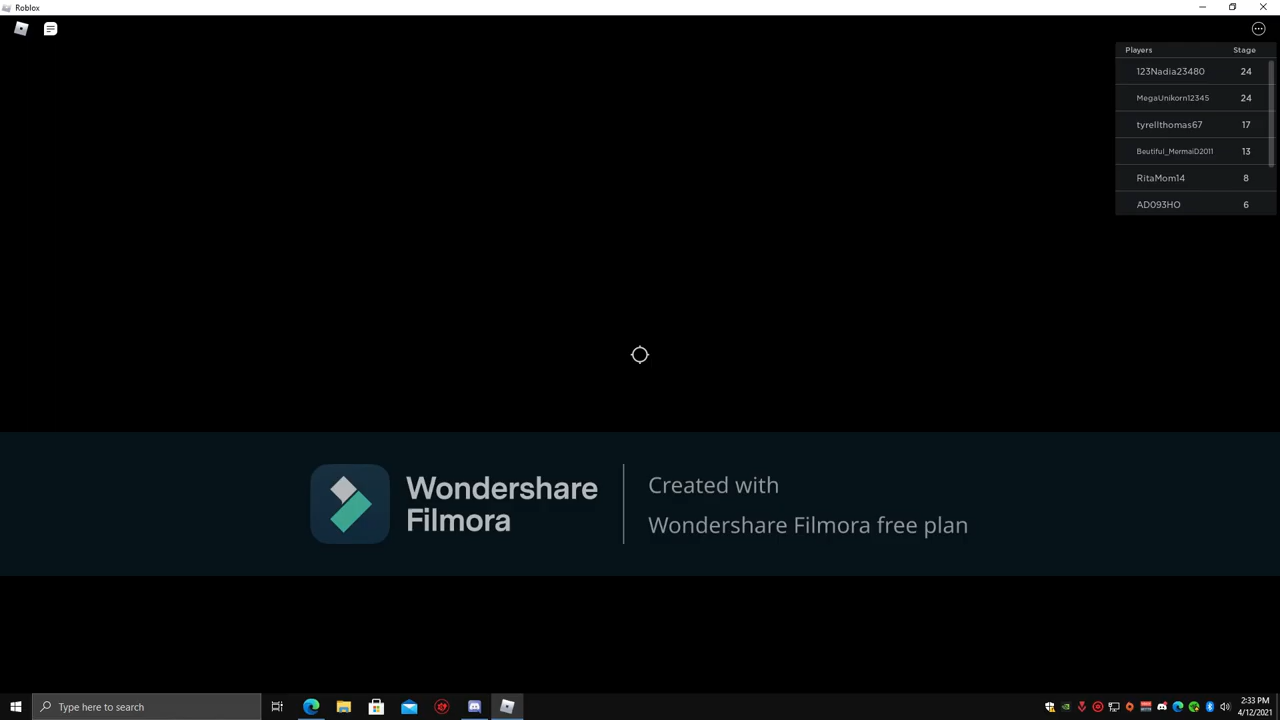 Roblox
Players Stage
123Nadia23480 24
MegaUnikorn12345 24
tyrellthomas67 17
Beutiful_MermaiD2011 13
RitaMom14 8
AD093HO 6
Wondershare
Filmora
Created with
Wondershare Filmora free plan
Type here to search
2:33 PM
4/12/2021